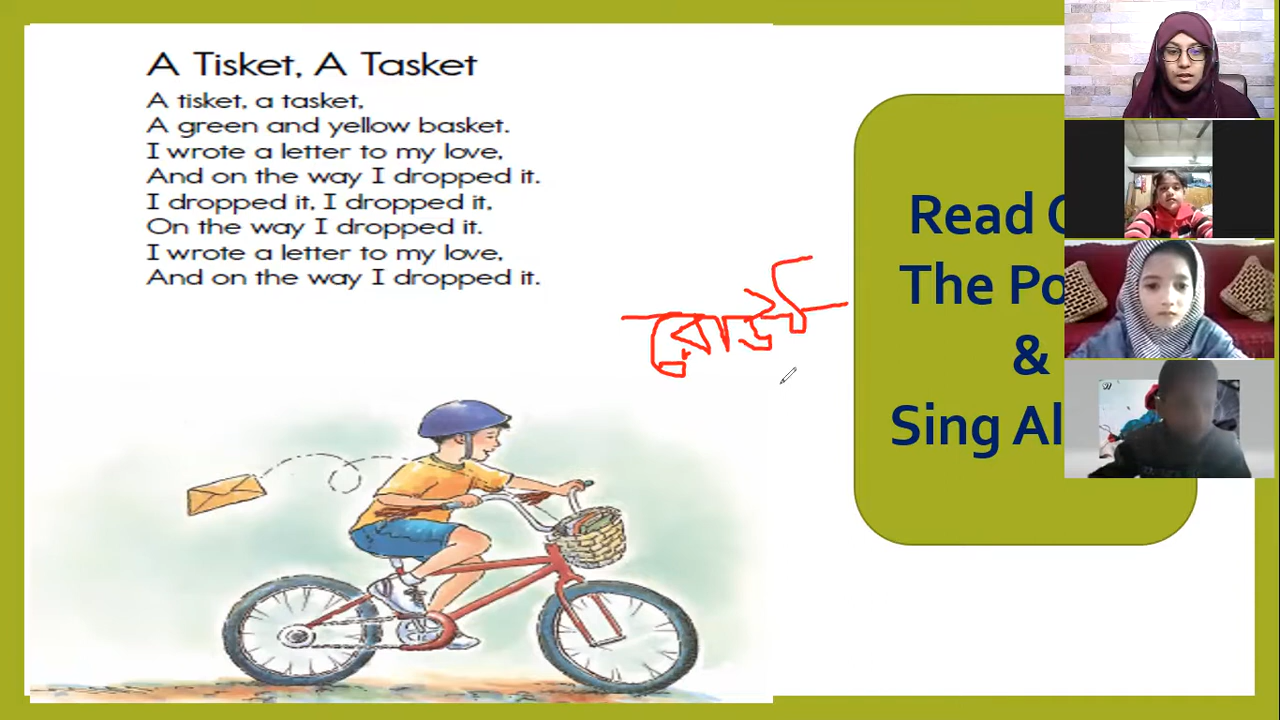 A Tisket, A Tasket
A tisket, a tasket,
A green and yellow basket.
I wrote a letter to my love,
And on the way I dropped it.
I dropped it, I dropped it,
On the way I dropped it.
I wrote a letter to my love,
And on the way I dropped it.
Read
The
&
Sing